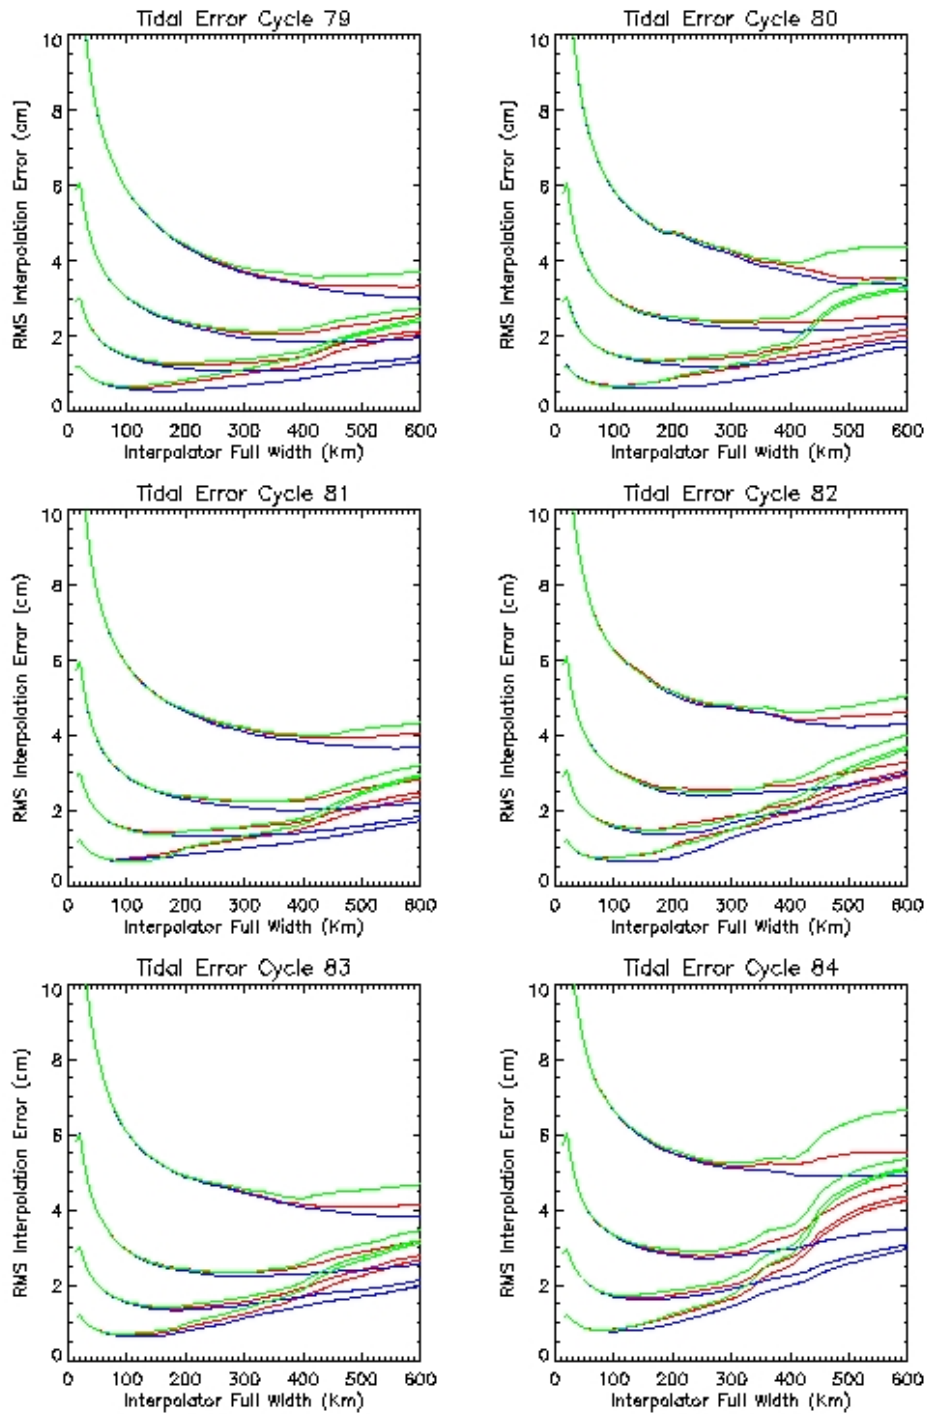 Tidal Error Cycle 79
10
8
6
4
2
0
RMS Interpolation Error (cm)
0 100 200 300 400 500 600
Interpolator Full Width (Km)
Tidal Error Cycle 80
10
8
6
4
2
0
RMS Interpolation Error (cm)
0 100 200 300 400 500 600
Interpolator Full Width (Km)
Tidal Error Cycle 81
10
8
6
4
2
0
RMS Interpolation Error (cm)
0 100 200 300 400 500 600
Interpolator Full Width (Km)
Tidal Error Cycle 82
10
8
6
4
2
0
RMS Interpolation Error (cm)
0 100 200 300 400 500 600
Interpolator Full Width (Km)
Tidal Error Cycle 83
10
8
6
4
2
0
RMS Interpolation Error (cm)
0 100 200 300 400 500 600
Interpolator Full Width (Km)
Tidal Error Cycle 84
10
8
6
4
2
0
RMS Interpolation Error (cm)
0 100 200 300 400 500 600
Interpolator Full Width (Km)